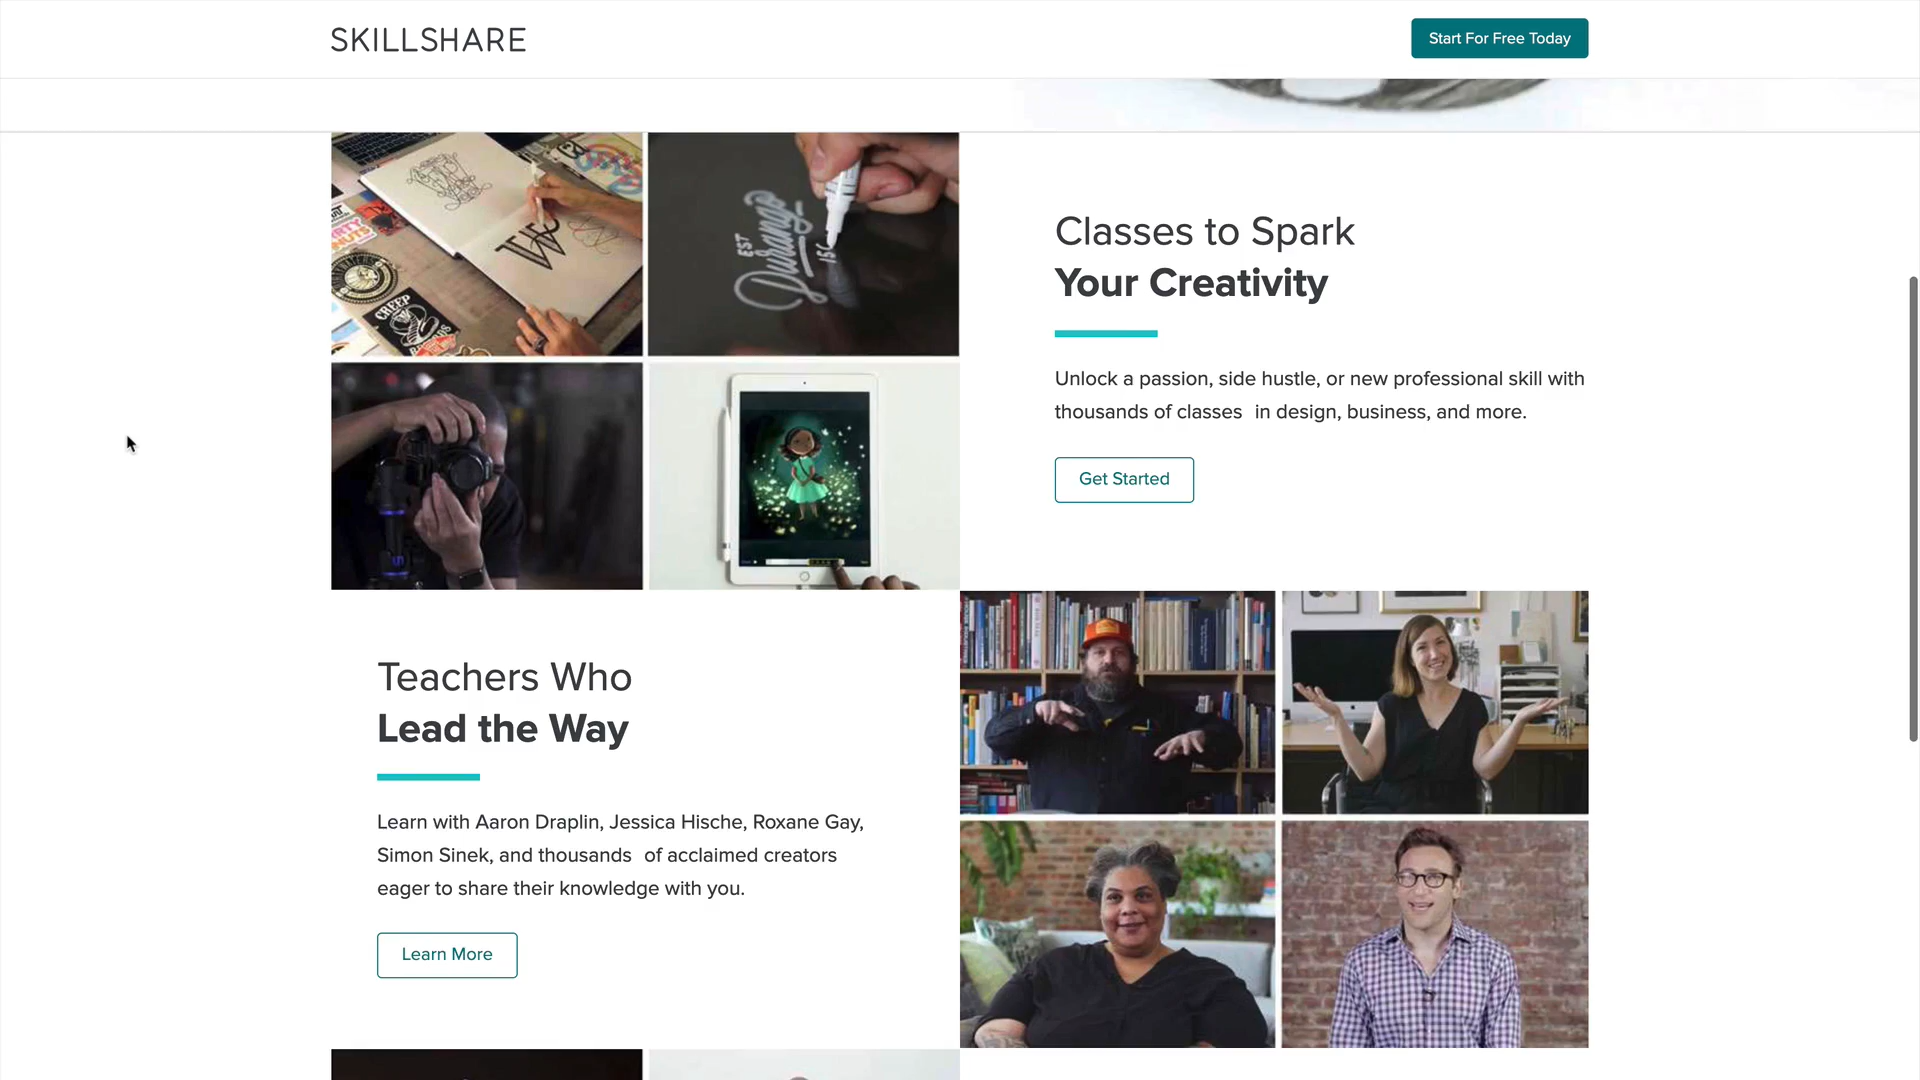 SKILLSHARE
Start For Free Today
EST
Durango
CREEP
Classes to Spark
Your Creativity
Unlock a passion, side hustle, or new professional skill with
thousands of classes in design, business, and more.
Get Started
Teachers Who
Lead the Way
Learn with Aaron Draplin, Jessica Hische, Roxane Gay,
Simon Sinek, and thousands of acclaimed creators
eager to share their knowledge with you.
Learn More